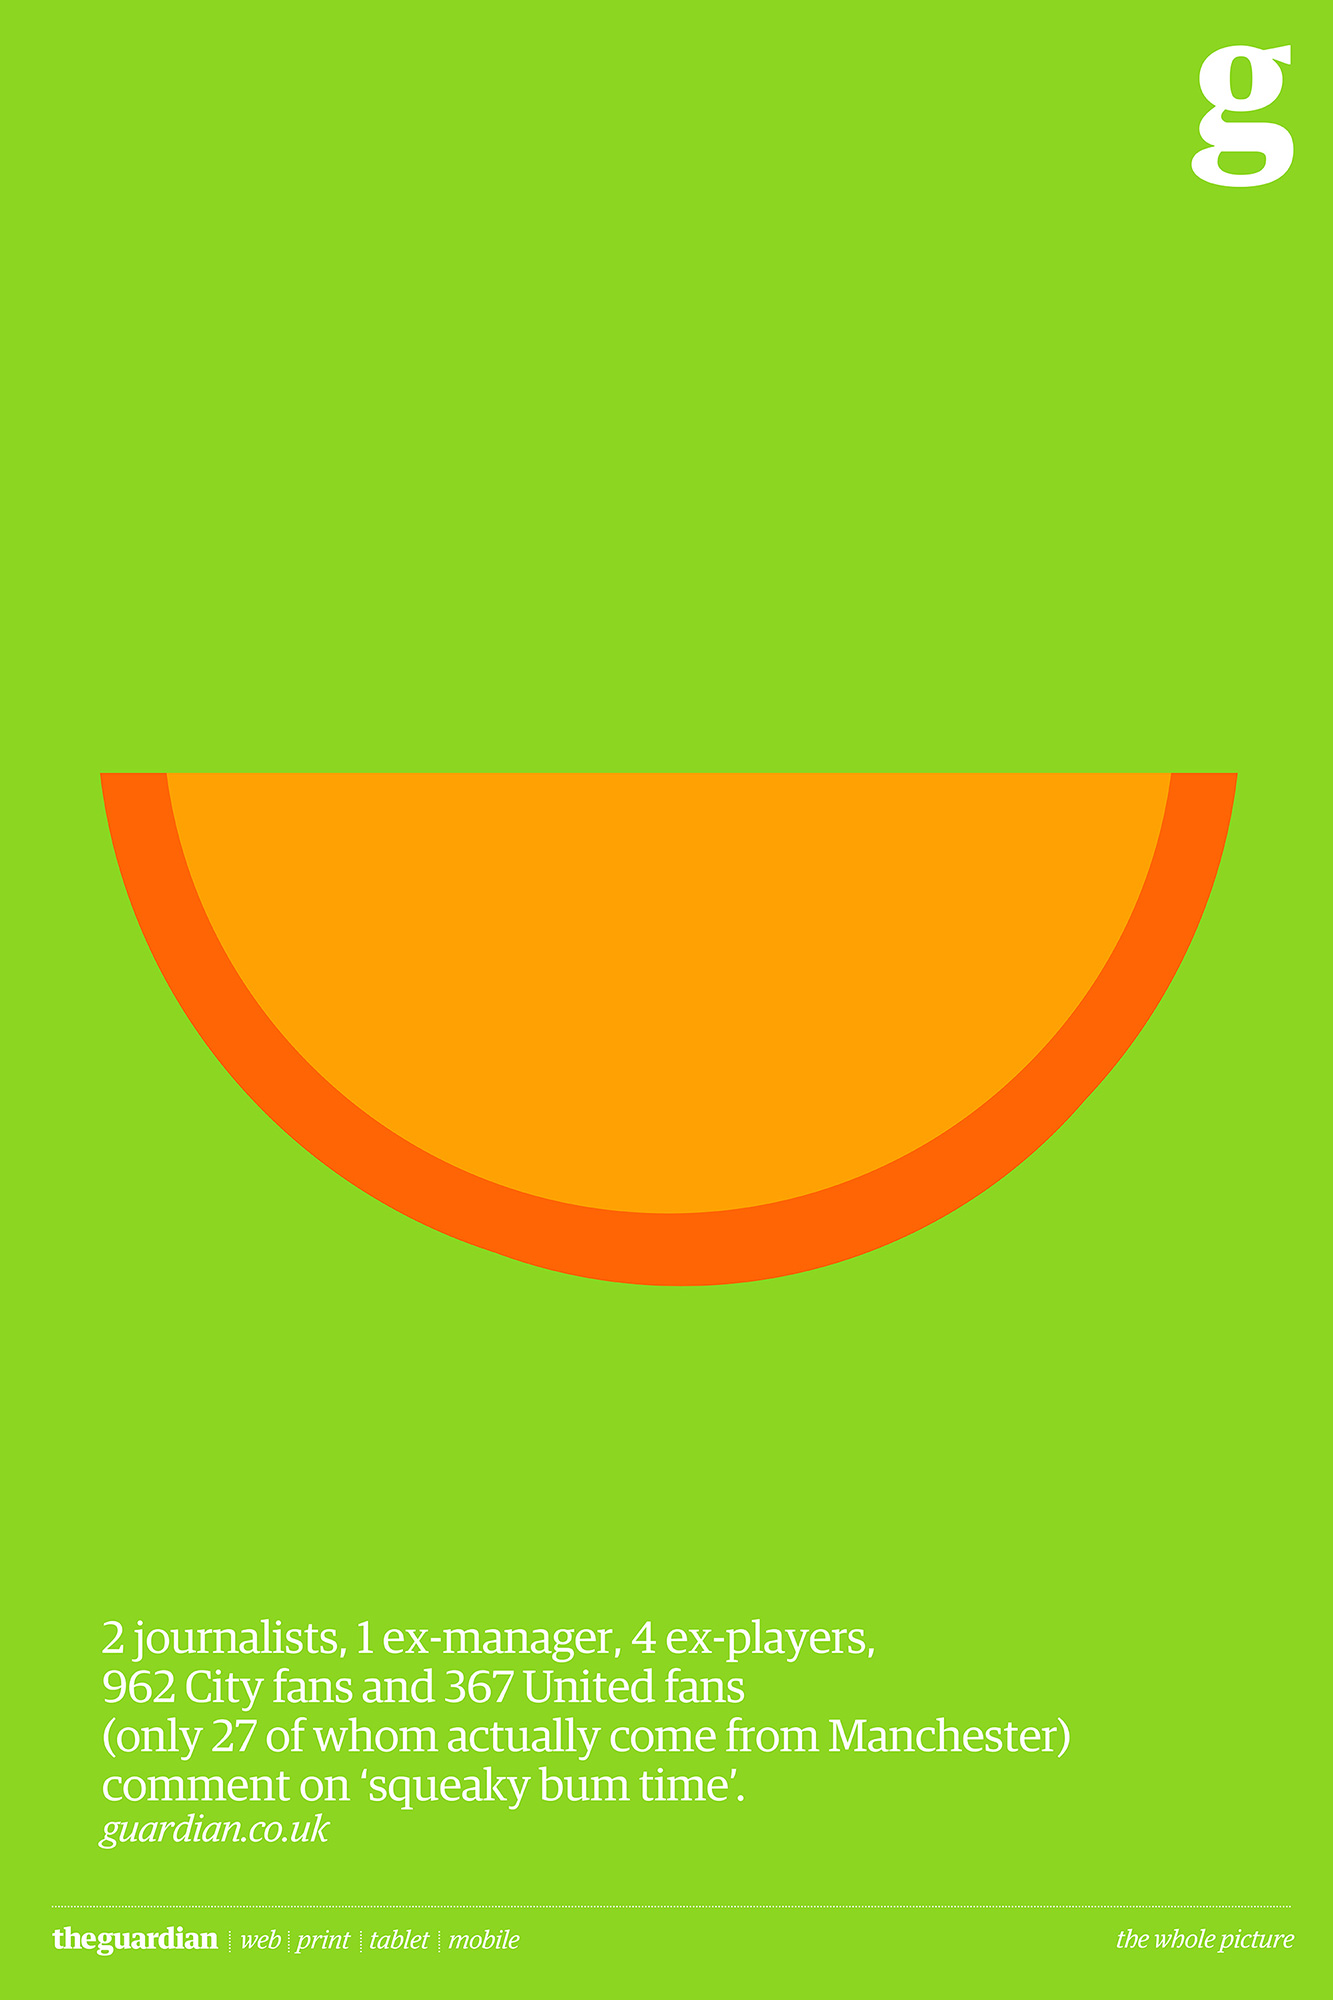 g
2 journalists, 1 ex-manager, 4 ex-players,
962 City fans and 367 United fans
(only 27 of whom actually come from Manchester)
comment on ‘squeaky bum time’.
guardian.co.uk
theguardian web print tablet mobile
the whole picture